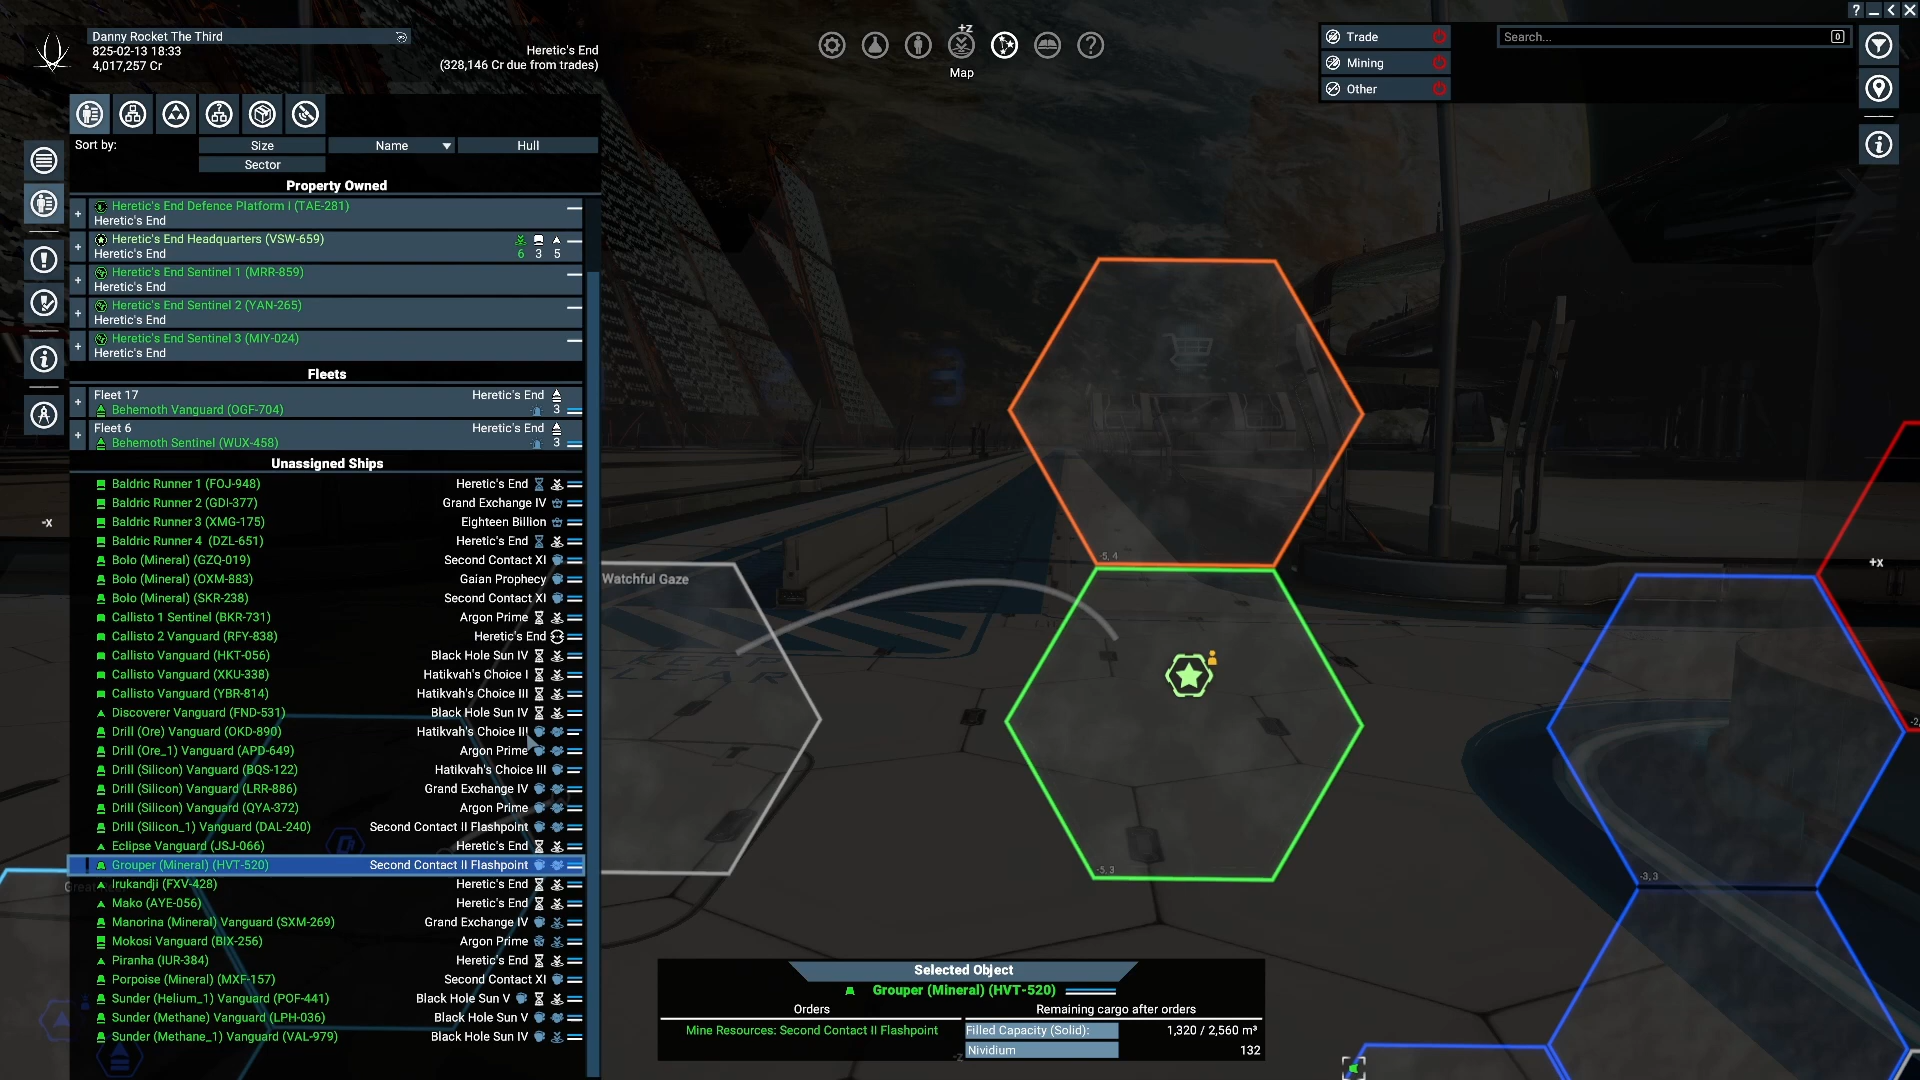 Danny Rocket The Third
825-02-13 18:33
4,017,257 Cr
Heretic's End
(328,146 Cr due from trades)
+Z
Map
Trade
Mining
Other
Search...
0
Sort by:
Size
Name
Hull
Sector
Property Owned
Heretic's End Defence Platform I (TAE-281)
Heretic's End
Heretic's End Headquarters (VSW-659)
Heretic's End
6 3 5
Heretic's End Sentinel 1 (MRR-859)
Heretic's End
Heretic's End Sentinel 2 (YAN-265)
Heretic's End
Heretic's End Sentinel 3 (MIY-024)
Heretic's End
Fleets
Fleet 17 Heretic's End
Behemoth Vanguard (OGF-704) 3
Fleet 6 Heretic's End
Behemoth Sentinel (WUX-458) 3
Unassigned Ships
Baldric Runner 1 (FOJ-948) Heretic's End
Baldric Runner 2 (GDI-377) Grand Exchange IV
Baldric Runner 3 (XMG-175) Eighteen Billion
Baldric Runner 4 (DZL-651) Heretic's End
Bolo (Mineral) (GZQ-019) Second Contact XI
Bolo (Mineral) (OXM-883) Gaian Prophecy
Bolo (Mineral) (SKR-238) Second Contact XI
Callisto 1 Sentinel (BKR-731) Argon Prime
Callisto 2 Vanguard (RFY-838) Heretic's End
Callisto Vanguard (HKT-056) Black Hole Sun IV
Callisto Vanguard (XKU-338) Hatikvah's Choice I
Callisto Vanguard (YBR-814) Hatikvah's Choice III
Discoverer Vanguard (FND-531) Black Hole Sun IV
Drill (Ore) Vanguard (OKD-890) Hatikvah's Choice III
Drill (Ore_1) Vanguard (APD-649) Argon Prime
Drill (Silicon) Vanguard (BQS-122) Hatikvah's Choice III
Drill (Silicon) Vanguard (LRR-886) Grand Exchange IV
Drill (Silicon) Vanguard (QYA-372) Argon Prime
Drill (Silicon_1) Vanguard (DAL-240) Second Contact II Flashpoint
Eclipse Vanguard (JSJ-066) Heretic's End
Grouper (Mineral) (HVT-520) Second Contact II Flashpoint
Irukandji (FXV-428) Heretic's End
Mako (AYE-056) Heretic's End
Manorina (Mineral) Vanguard (SXM-269) Grand Exchange IV
Mokosi Vanguard (BIX-256) Argon Prime
Piranha (IUR-384) Heretic's End
Porpoise (Mineral) (MXF-157) Second Contact XI
Sunder (Helium_1) Vanguard (POF-441) Black Hole Sun V
Sunder (Methane) Vanguard (LPH-036) Black Hole Sun V
Sunder (Methane_1) Vanguard (VAL-979) Black Hole Sun IV
-X
+X
Watchful Gaze
-5, 4
-5, 3
-3, 3
Selected Object
Grouper (Mineral) (HVT-520)
Orders
Remaining cargo after orders
Mine Resources: Second Contact II Flashpoint
Filled Capacity (Solid): 1,320 / 2,560 m³
Nividium 132
-Z